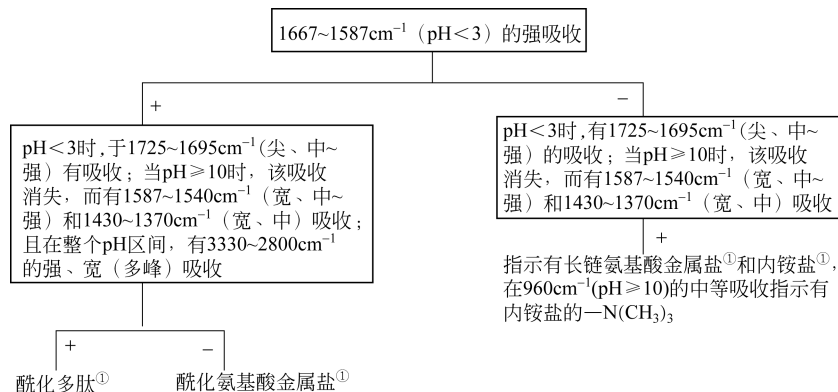 1667~1587cm⁻¹（pH＜3）的强吸收
+
−
pH＜3时,于1725~1695cm⁻¹(尖、中~
强）有吸收；当pH≥10时，该吸收
消失，而有1587~1540cm⁻¹（宽、中~
强）和1430~1370cm⁻¹（宽、中）吸收；
且在整个pH区间，有3330~2800cm⁻¹
的强、宽（多峰）吸收
pH＜3时,有1725~1695cm⁻¹(尖、中~
强）的吸收；当pH≥10时，该吸收
消失，而有1587~1540cm⁻¹（宽、中~
强）和1430~1370cm⁻¹（宽、中）吸收
+
指示有长链氨基酸金属盐①和内铵盐①,
在960cm⁻¹(pH≥10)的中等吸收指示有
内铵盐的—N(CH₃)₃
+
−
酰化多肽①
酰化氨基酸金属盐①